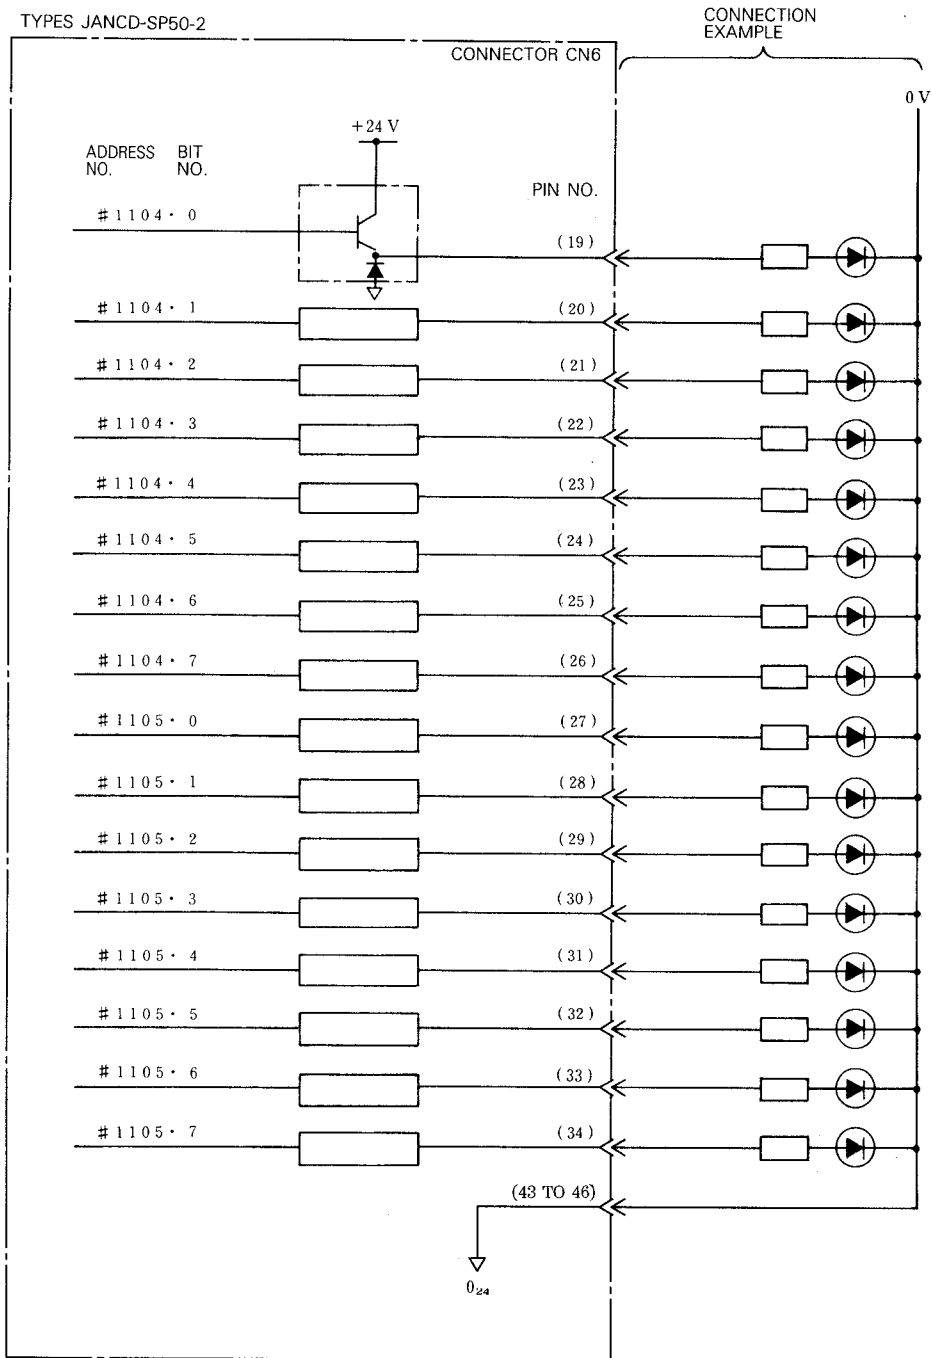 TYPES JANCD-SP50-2
CONNECTION
EXAMPLE
CONNECTOR CN6
0 V
+24 V
ADDRESS BIT
NO. NO.
PIN NO.
#1104・0 (19)
#1104・1 (20)
#1104・2 (21)
#1104・3 (22)
#1104・4 (23)
#1104・5 (24)
#1104・6 (25)
#1104・7 (26)
#1105・0 (27)
#1105・1 (28)
#1105・2 (29)
#1105・3 (30)
#1105・4 (31)
#1105・5 (32)
#1105・6 (33)
#1105・7 (34)
(43 TO 46)
0₂₄